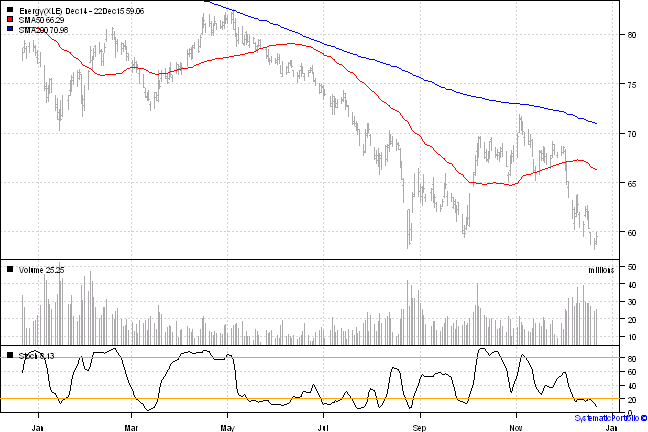 Energy(XLE) Dec14 - 22Dec15 59.06
SMA50 66.29
SMA200 70.98
80
75
70
65
60
Volume 25.25
millions
50
40
30
20
10
Stoch 8.13
80
60
40
20
0
Jan
Mar
May
Jul
Sep
Nov
Jan
SystematicPortfolio ©